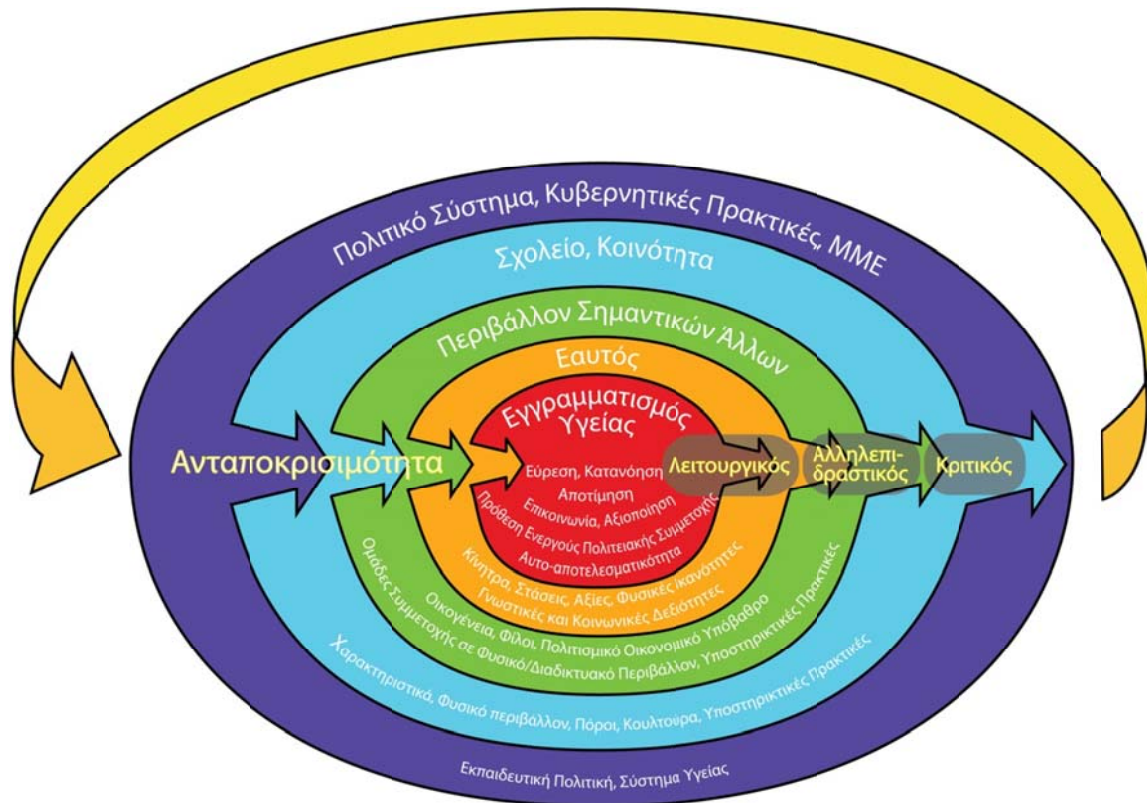 Πολιτικό Σύστημα, Κυβερνητικές Πρακτικές, ΜΜΕ
Σχολείο, Κοινότητα
Περιβάλλον Σημαντικών Άλλων
Εαυτός
Εγγραμματισμός
Υγείας
Ανταποκρισιμότητα
Λειτουργικός
Αλληλεπι-
δραστικός
Κριτικός
Εύρεση, Κατανόηση
Αποτίμηση
Επικοινωνία, Αξιοποίηση
Πρόθεση Ενεργούς Πολιτειακής Συμμετοχής
Αυτο-αποτελεσματικότητα
Κίνητρα, Στάσεις, Αξίες, Φυσικές ικανότητες
Γνωστικές και Κοινωνικές Δεξιότητες
Οικογένεια, Φίλοι, Πολιτισμικό Οικονομικό Υπόβαθρο
Ομάδες Συμμετοχής σε Φυσικό/Διαδικτυακό Περιβάλλον, Υποστηρικτικές Πρακτικές
Χαρακτηριστικά, Φυσικό περιβάλλον, Πόροι, Κουλτούρα, Υποστηρικτικές Πρακτικές
Εκπαιδευτική Πολιτική, Σύστημα Υγείας